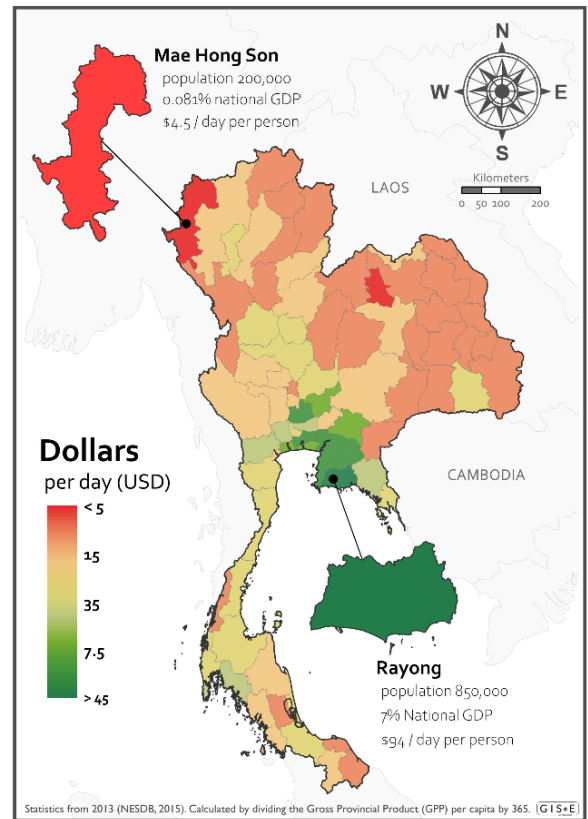 Mae Hong Son
population 200,000
0.081% national GDP
$4.5 / day per person
N
W
E
S
Kilometers
0 50 100 200
LAOS
Dollars
per day (USD)
< 5
15
35
7.5
> 45
CAMBODIA
Rayong
population 850,000
7% National GDP
$94 / day per person
Statistics from 2013 (NESDB, 2015). Calculated by dividing the Gross Provincial Product (GPP) per capita by 365.
GIS+E